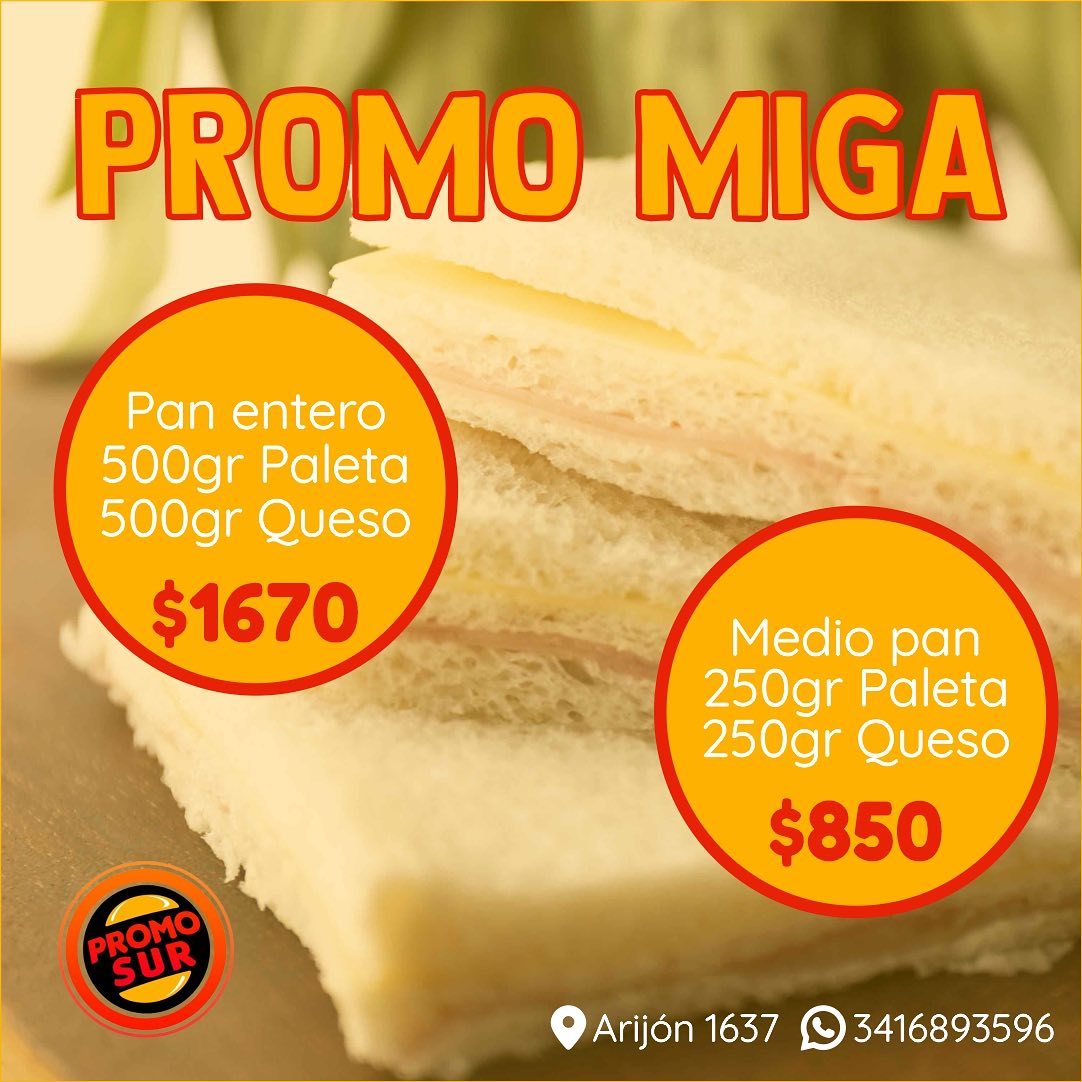 PROMO MIGA
Pan entero
500gr Paleta
500gr Queso
$1670
Medio pan
250gr Paleta
250gr Queso
$850
PROMO
SUR
Arijón 1637 3416893596